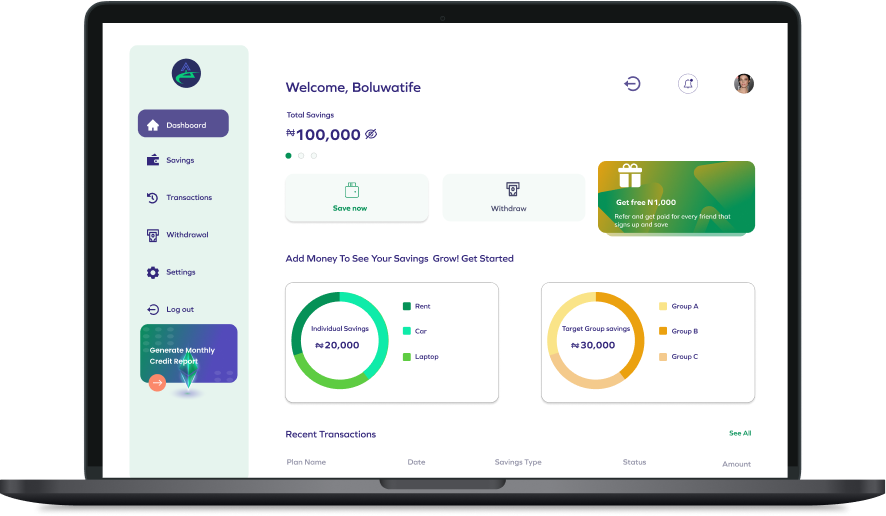 Dashboard
Savings
Transactions
Withdrawal
Settings
Log out
Generate Monthly
Credit Report
Welcome, Boluwatife
Total Savings
₦100,000
Save now
Withdraw
Get free N1,000
Refer and get paid for every friend that
signs up and save
Add Money To See Your Savings Grow! Get Started
Individual Savings
₦20,000
Rent
Car
Laptop
Target Group savings
₦30,000
Group A
Group B
Group C
Recent Transactions
See All
Plan Name Date Savings Type Status Amount